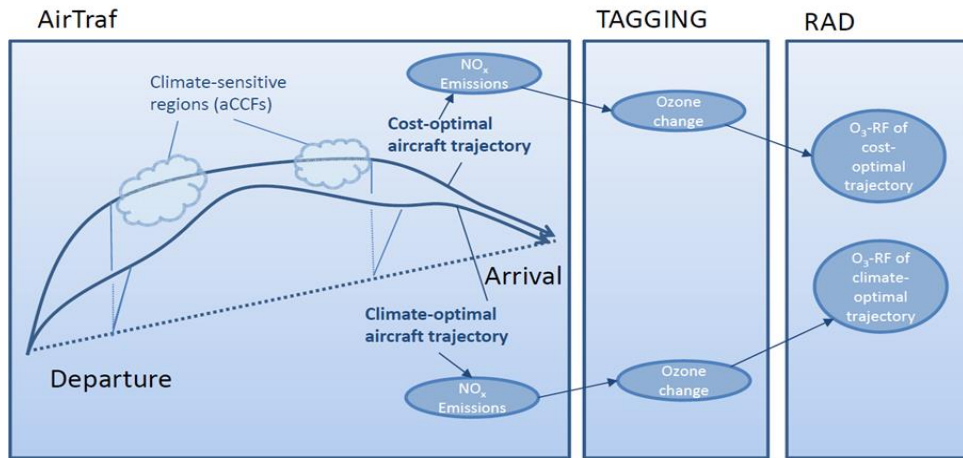 AirTraf
TAGGING
RAD
Climate-sensitive
regions (aCCFs)
NOₓ
Emissions
Cost-optimal
aircraft trajectory
Ozone
change
O₃-RF of
cost-
optimal
trajectory
Arrival
Departure
Climate-optimal
aircraft trajectory
NOₓ
Emissions
Ozone
change
O₃-RF of
climate-
optimal
trajectory